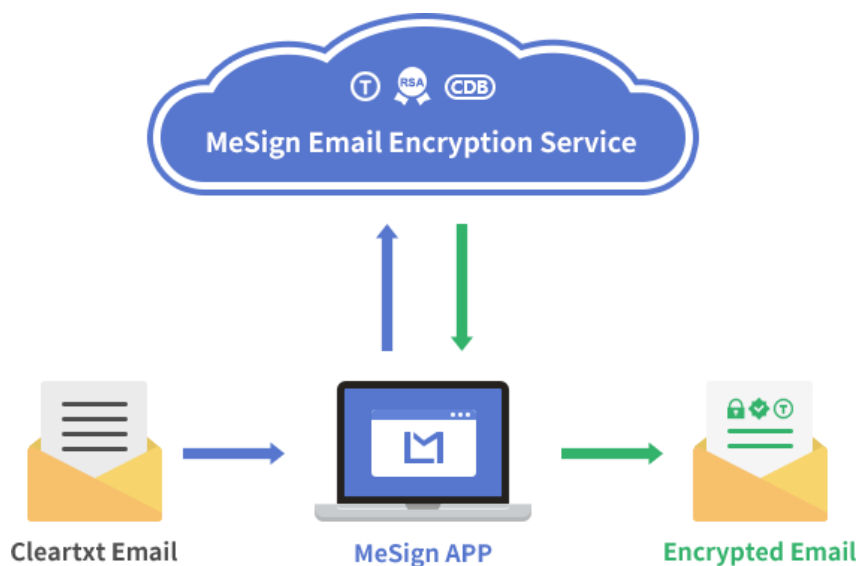 T RSA CDB
MeSign Email Encryption Service
T
Cleartxt Email
MeSign APP
Encrypted Email